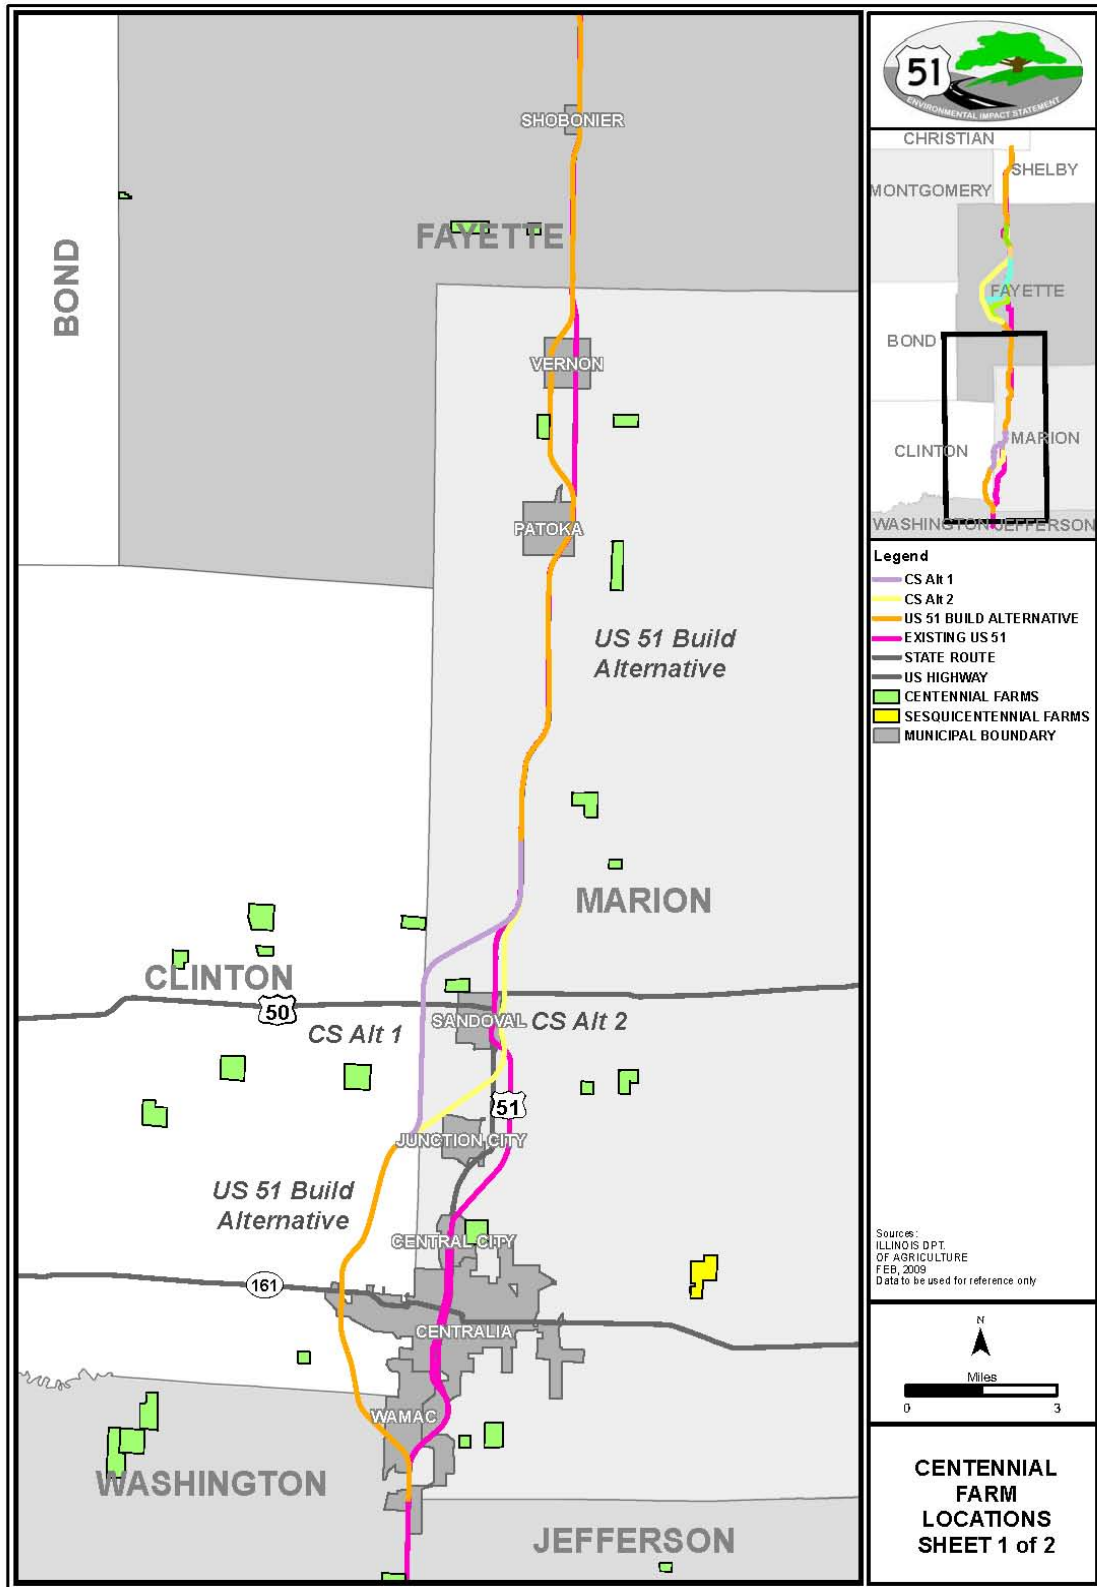 SHOBONIER
FAYETTE
BOND
VERNON
PATOKA
US 51 Build
Alternative
MARION
CLINTON
50
SANDOVAL
CS Alt 1
CS Alt 2
51
JUNCTION CITY
US 51 Build
Alternative
CENTRAL CITY
161
CENTRALIA
WAMAC
WASHINGTON
JEFFERSON
51
ENVIRONMENTAL IMPACT STATEMENT
CHRISTIAN
SHELBY
MONTGOMERY
FAYETTE
BOND
MARION
CLINTON
WASHINGTON
JEFFERSON
Legend
CS Alt 1
CS Alt 2
US 51 BUILD ALTERNATIVE
EXISTING US 51
STATE ROUTE
US HIGHWAY
CENTENNIAL FARMS
SESQUICENTENNIAL FARMS
MUNICIPAL BOUNDARY
Sources:
ILLINOIS DPT.
OF AGRICULTURE
FEB, 2009
Data to be used for reference only
N
Miles
0 3
CENTENNIAL
FARM
LOCATIONS
SHEET 1 of 2